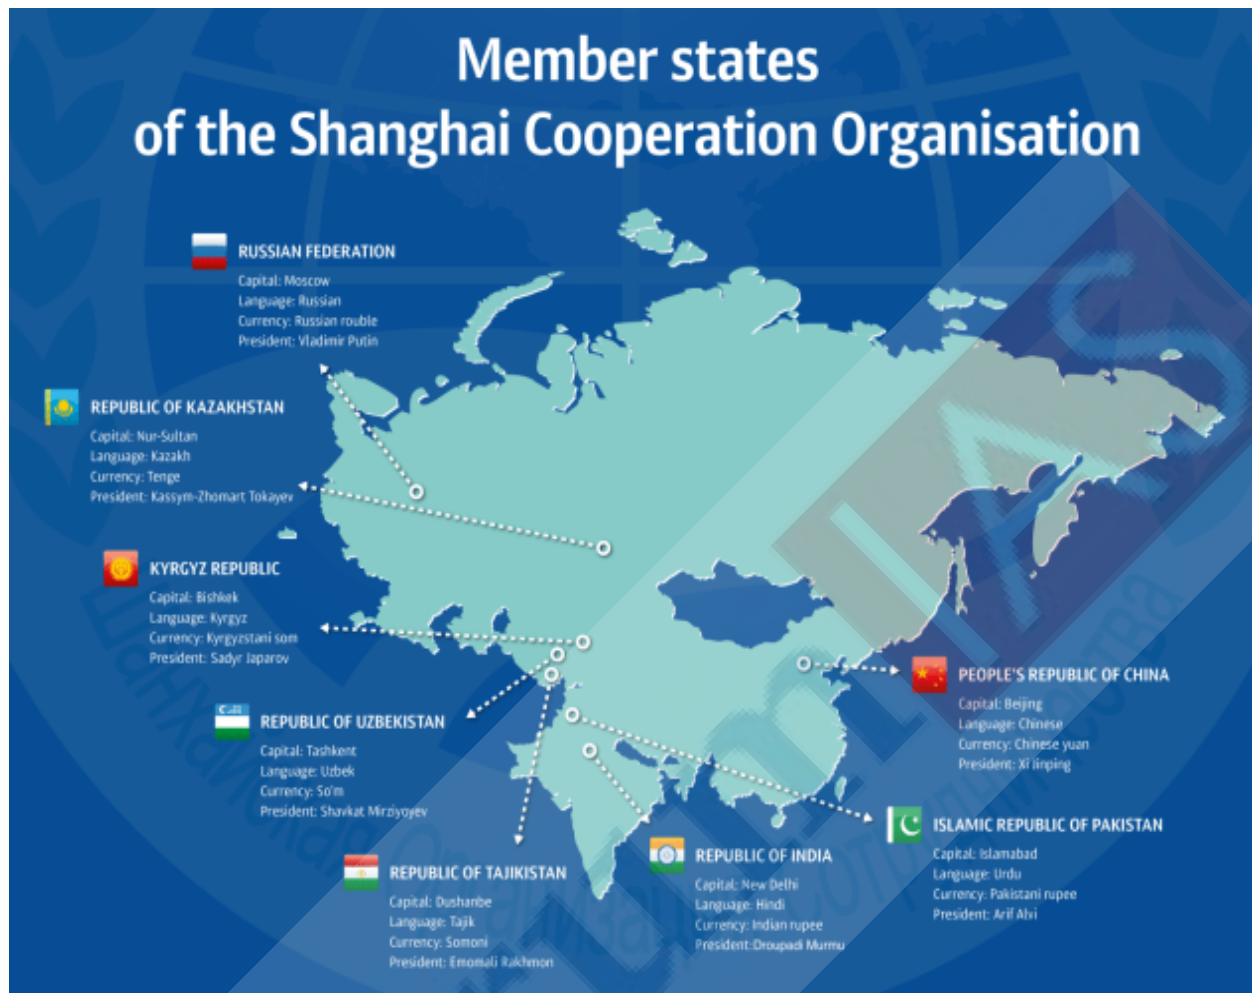 Member states
of the Shanghai Cooperation Organisation
RUSSIAN FEDERATION
Capital: Moscow
Language: Russian
Currency: Russian rouble
President: Vladimir Putin
REPUBLIC OF KAZAKHSTAN
Capital: Nur-Sultan
Language: Kazakh
Currency: Tenge
President: Kassym-Zhomart Tokayev
KYRGYZ REPUBLIC
Capital: Bishkek
Language: Kyrgyz
Currency: Kyrgyzstani som
President: Sadyr Japarov
REPUBLIC OF UZBEKISTAN
Capital: Tashkent
Language: Uzbek
Currency: So'm
President: Shavkat Mirziyoyev
REPUBLIC OF TAJIKISTAN
Capital: Dushanbe
Language: Tajik
Currency: Somoni
President: Emomali Rakhmon
REPUBLIC OF INDIA
Capital: New Delhi
Language: Hindi
Currency: Indian rupee
President:Droupadi Murmu
PEOPLE'S REPUBLIC OF CHINA
Capital: Beijing
Language: Chinese
Currency: Chinese yuan
President: Xi Jinping
ISLAMIC REPUBLIC OF PAKISTAN
Capital: Islamabad
Language: Urdu
Currency: Pakistani rupee
President: Arif Alvi
IAS